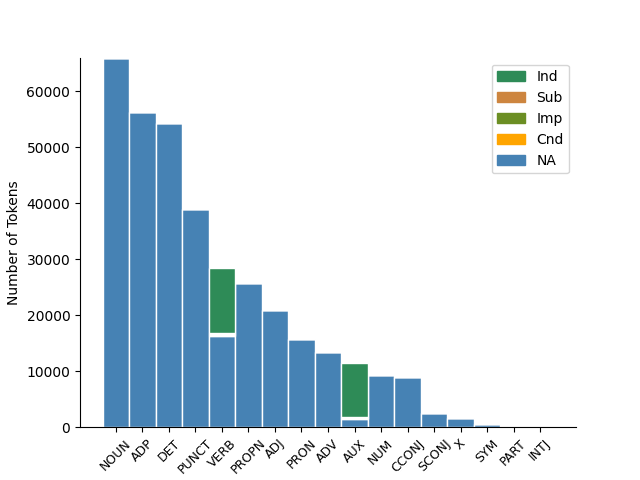 Ind
Sub
Imp
Cnd
NA
Number of Tokens
60000
50000
40000
30000
20000
10000
0
NOUN ADP DET PUNCT VERB PROPN ADJ PRON ADV AUX NUM CCONJ SCONJ X SYM PART INTJ